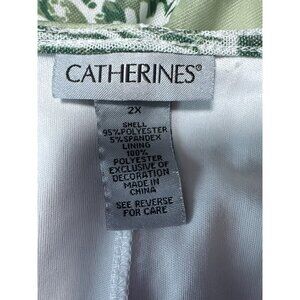 CATHERINES®
2X
SHELL
95%POLYESTER
5%SPANDEX
LINING
100%
POLYESTER
EXCLUSIVE OF
DECORATION
MADE IN
CHINA
SEE REVERSE
FOR CARE